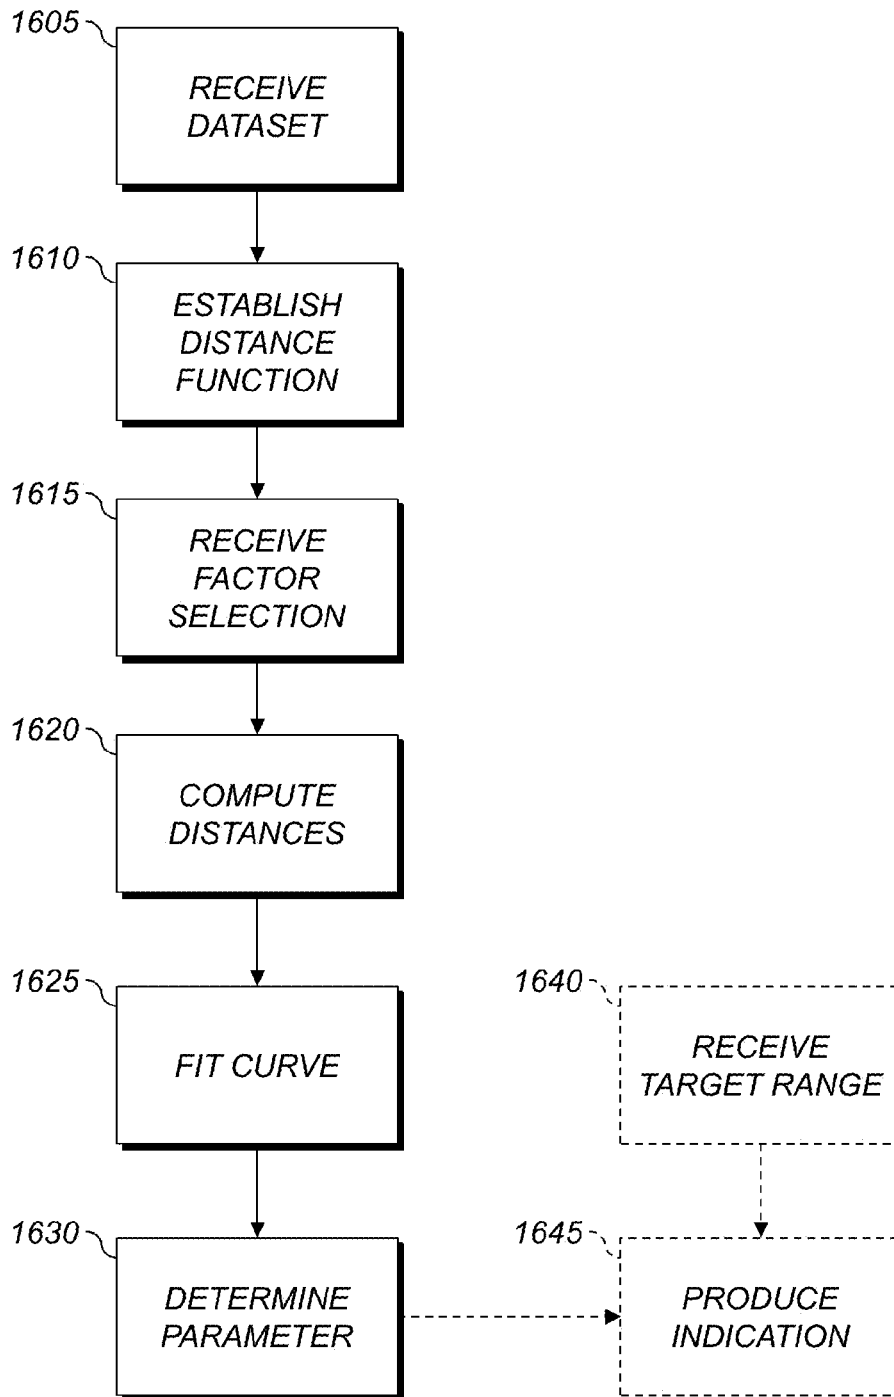 1605
RECEIVE
DATASET
1610
ESTABLISH
DISTANCE
FUNCTION
1615
RECEIVE
FACTOR
SELECTION
1620
COMPUTE
DISTANCES
1625
FIT CURVE
1640
RECEIVE
TARGET RANGE
1630
DETERMINE
PARAMETER
1645
PRODUCE
INDICATION